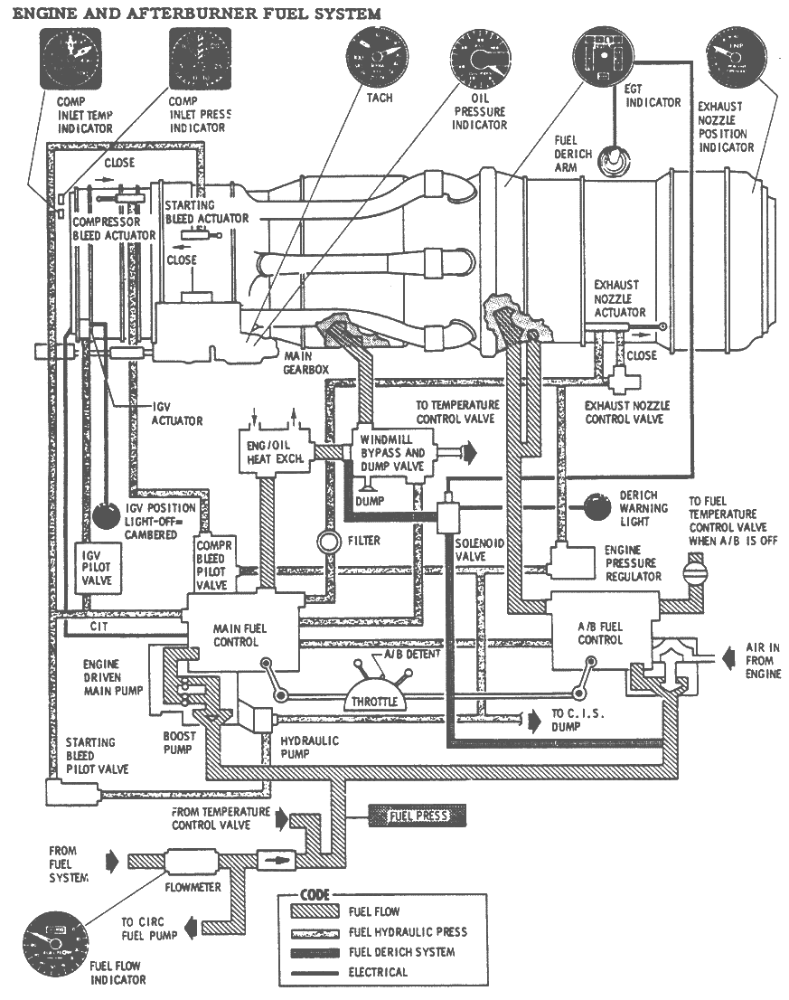 ENGINE AND AFTERBURNER FUEL SYSTEM
COMP
INLET TEMP
INDICATOR
COMP
INLET PRESS
INDICATOR
TACH
OIL
PRESSURE
INDICATOR
EGT
INDICATOR
EXHAUST
NOZZLE
POSITION
INDICATOR
FUEL
DERICH
ARM
CLOSE
COMPRESSOR
BLEED ACTUATOR
STARTING
BLEED ACTUATOR
CLOSE
EXHAUST
NOZZLE
ACTUATOR
CLOSE
MAIN
GEARBOX
IGV
ACTUATOR
TO TEMPERATURE
CONTROL VALVE
EXHAUST NOZZLE
CONTROL VALVE
ENG/OIL
HEAT EXCH.
WINDMILL
BYPASS AND
DUMP VALVE
DUMP
IGV POSITION
LIGHT-OFF=
CAMBERED
DERICH
WARNING
LIGHT
TO FUEL
TEMPERATURE
CONTROL VALVE
WHEN A/B IS OFF
IGV
PILOT
VALVE
COMPR
BLEED
PILOT
VALVE
FILTER
SOLENOID
VALVE
ENGINE
PRESSURE
REGULATOR
CIT
MAIN FUEL
CONTROL
A/B FUEL
CONTROL
A/B DETENT
THROTTLE
AIR IN
FROM
ENGINE
ENGINE
DRIVEN
MAIN PUMP
BOOST
PUMP
HYDRAULIC
PUMP
TO C.I.S.
DUMP
STARTING
BLEED
PILOT VALVE
FROM TEMPERATURE
CONTROL VALVE
FUEL PRESS
FROM
FUEL
SYSTEM
FLOWMETER
TO CIRC
FUEL PUMP
FUEL FLOW
INDICATOR
CODE
FUEL FLOW
FUEL HYDRAULIC PRESS
FUEL DERICH SYSTEM
ELECTRICAL